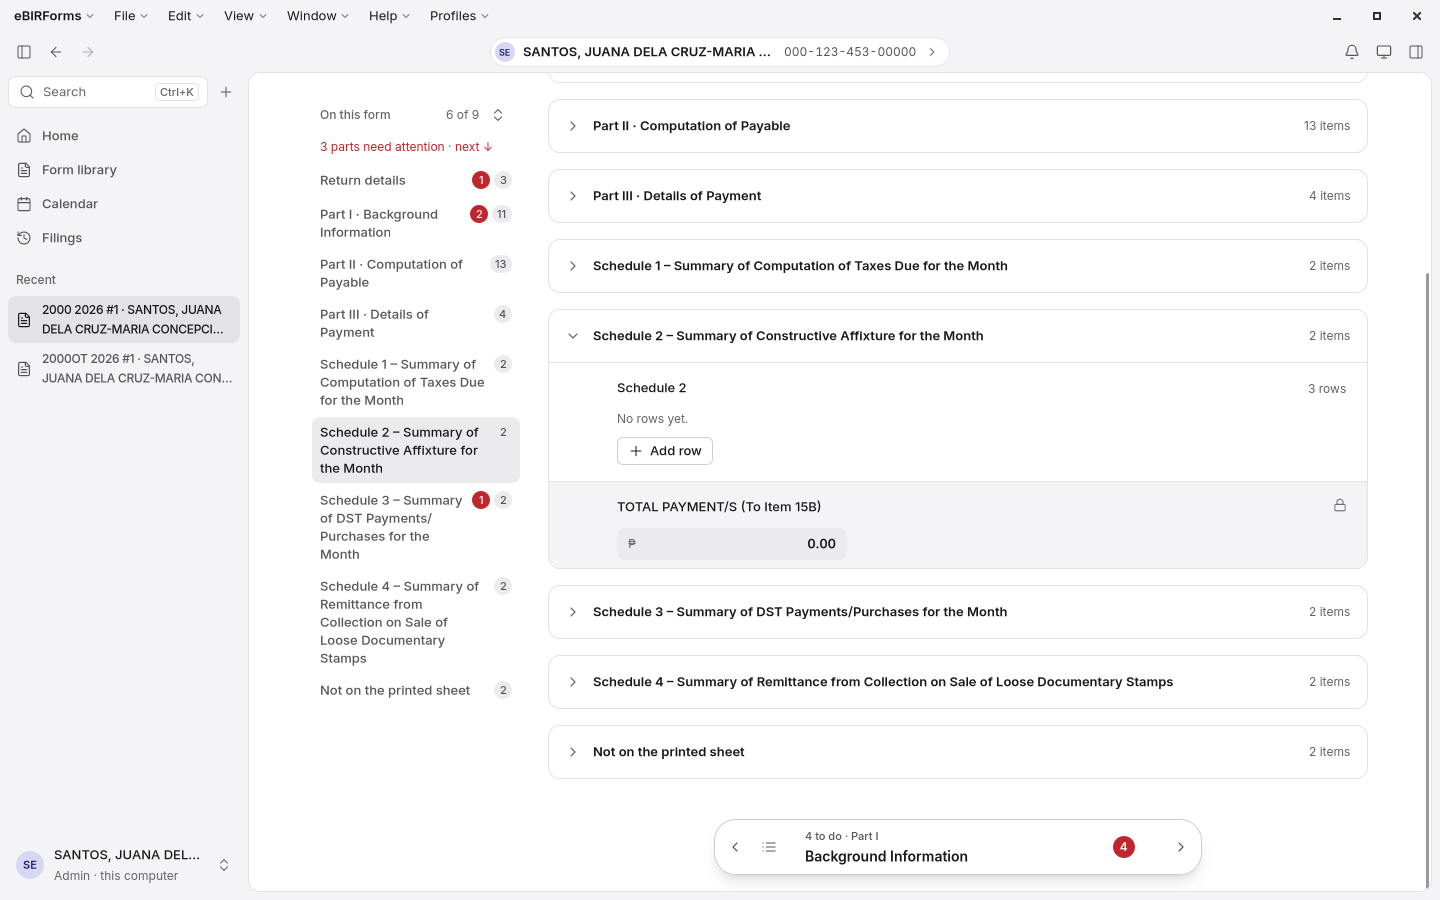 eBIRForms File Edit View Window Help Profiles
SE SANTOS, JUANA DELA CRUZ-MARIA ... 000-123-453-00000
Search Ctrl+K
Home
Form library
Calendar
Filings
Recent
2000 2026 #1 · SANTOS, JUANA
DELA CRUZ-MARIA CONCEPCI...
2000OT 2026 #1 · SANTOS,
JUANA DELA CRUZ-MARIA CON...
SE SANTOS, JUANA DEL...
Admin · this computer
On this form 6 of 9
3 parts need attention · next ↓
Return details 1 3
Part I · Background 2 11
Information
Part II · Computation of 13
Payable
Part III · Details of 4
Payment
Schedule 1 – Summary of 2
Computation of Taxes Due
for the Month
Schedule 2 – Summary of 2
Constructive Affixture for
the Month
Schedule 3 – Summary 1 2
of DST Payments/
Purchases for the
Month
Schedule 4 – Summary of 2
Remittance from
Collection on Sale of
Loose Documentary
Stamps
Not on the printed sheet 2
Part II · Computation of Payable 13 items
Part III · Details of Payment 4 items
Schedule 1 – Summary of Computation of Taxes Due for the Month 2 items
Schedule 2 – Summary of Constructive Affixture for the Month 2 items
Schedule 2 3 rows
No rows yet.
Add row
TOTAL PAYMENT/S (To Item 15B)
₱ 0.00
Schedule 3 – Summary of DST Payments/Purchases for the Month 2 items
Schedule 4 – Summary of Remittance from Collection on Sale of Loose Documentary Stamps 2 items
Not on the printed sheet 2 items
4 to do · Part I
Background Information 4